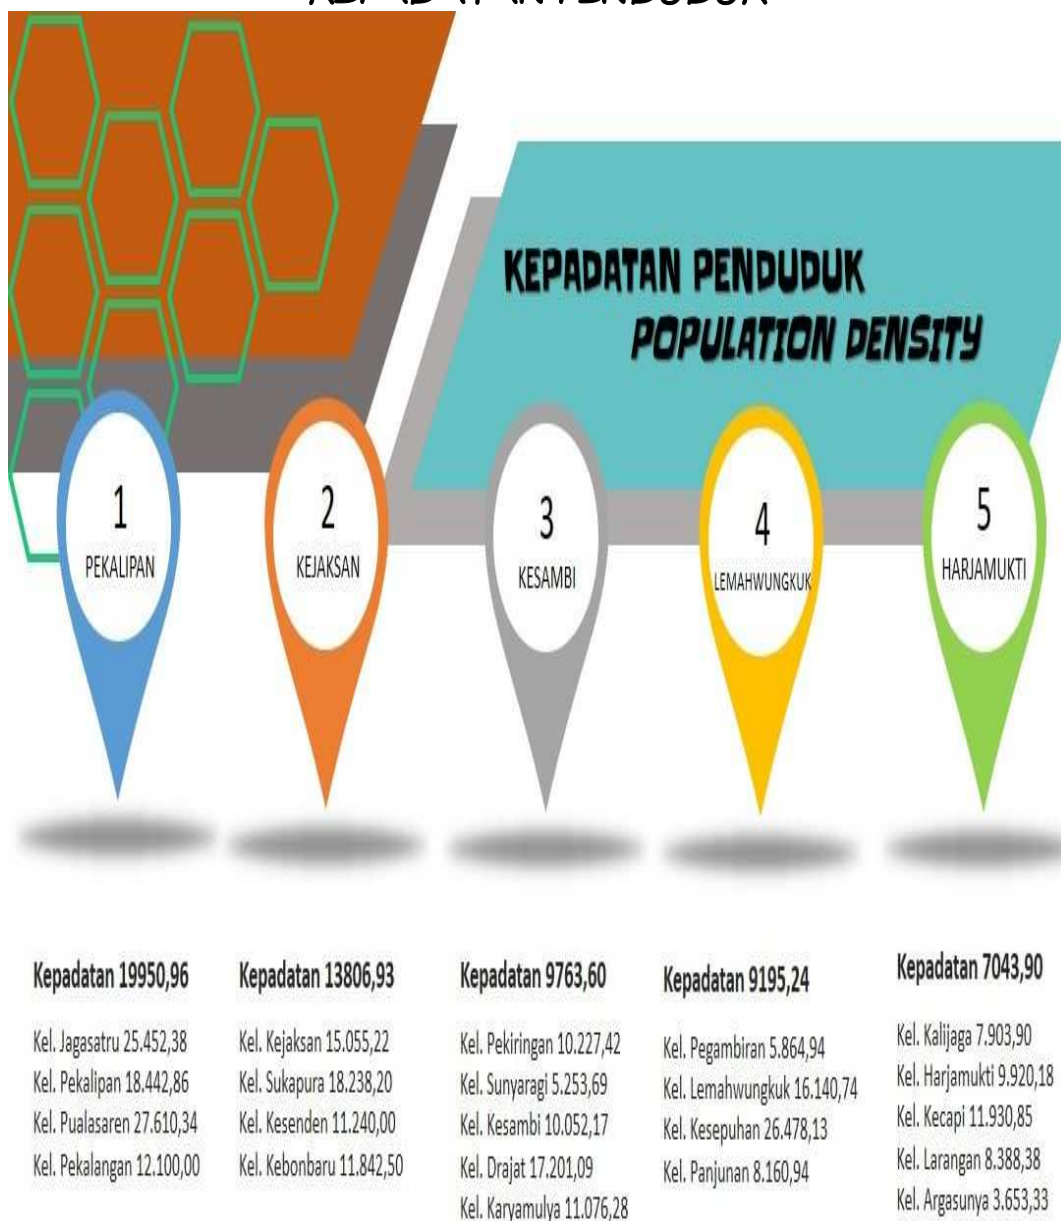 KEPADATAN PENDUDUK
KEPADATAN PENDUDUK
POPULATION DENSITY
1
PEKALIPAN
2
KEJAKSAN
3
KESAMBI
4
LEMAHWUNGKUK
5
HARJAMUKTI
Kepadatan 19950,96
Kel. Jagasatru 25.452,38
Kel. Pekalipan 18.442,86
Kel. Pualasaren 27.610,34
Kel. Pekalangan 12.100,00
Kepadatan 13806,93
Kel. Kejaksan 15.055,22
Kel. Sukapura 18.238,20
Kel. Kesenden 11.240,00
Kel. Kebonbaru 11.842,50
Kepadatan 9763,60
Kel. Pekiringan 10.227,42
Kel. Sunyaragi 5.253,69
Kel. Kesambi 10.052,17
Kel. Drajat 17.201,09
Kel. Karyamulya 11.076,28
Kepadatan 9195,24
Kel. Pegambiran 5.864,94
Kel. Lemahwungkuk 16.140,74
Kel. Kesepuhan 26.478,13
Kel. Panjunan 8.160,94
Kepadatan 7043,90
Kel. Kalijaga 7.903,90
Kel. Harjamukti 9.920,18
Kel. Kecapi 11.930,85
Kel. Larangan 8.388,38
Kel. Argasunya 3.653,33